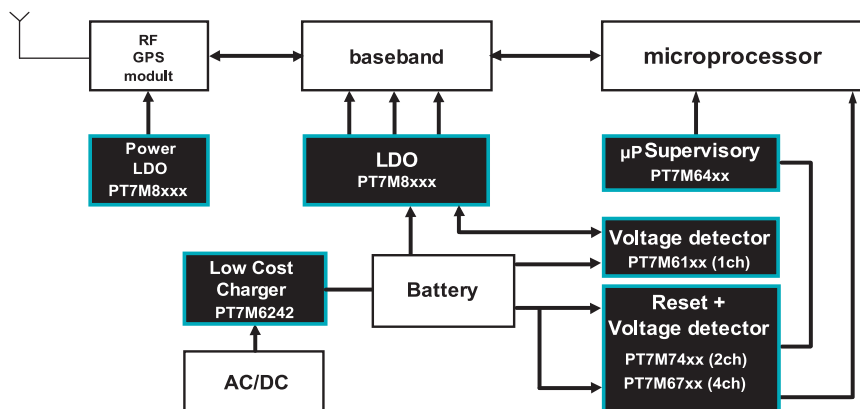 RF
GPS
modult
baseband
microprocessor
Power
LDO
PT7M8xxx
LDO
PT7M8xxx
µP Supervisory
PT7M64xx
Voltage detector
PT7M61xx (1ch)
Low Cost
Charger
PT7M6242
Battery
Reset +
Voltage detector
PT7M74xx (2ch)
PT7M67xx (4ch)
AC/DC